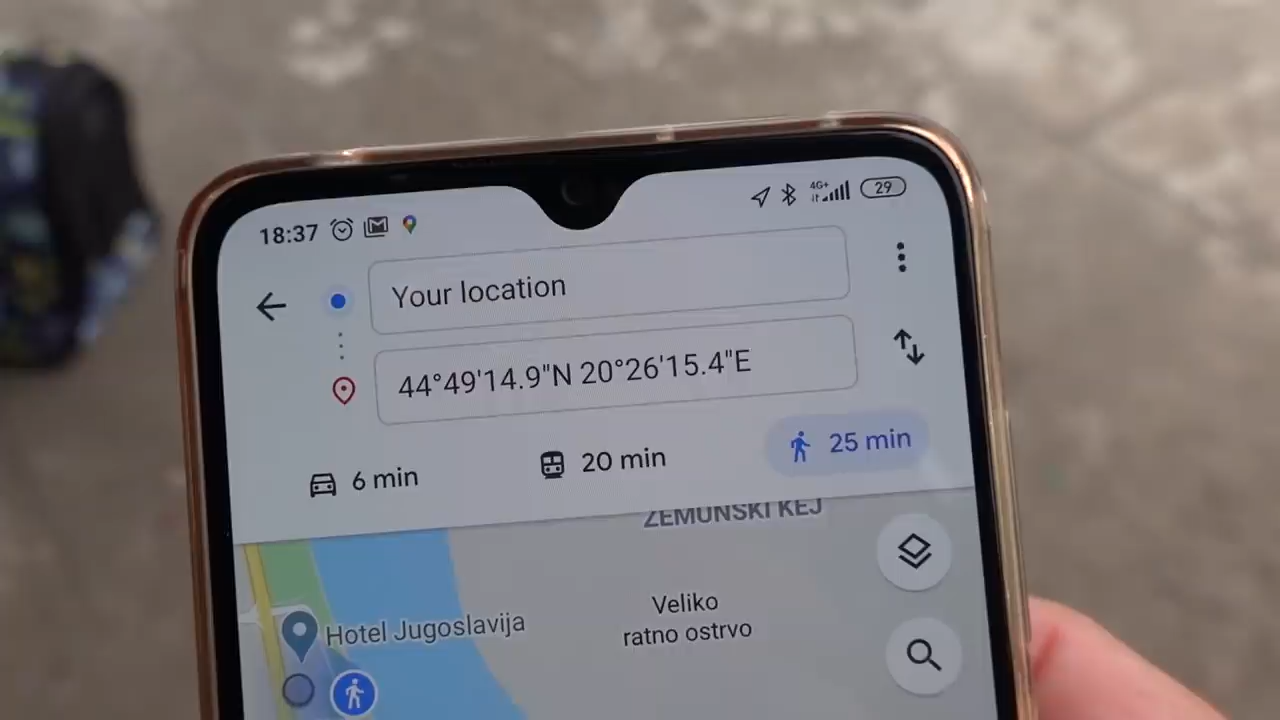 18:37 4G+ 29
Your location
44°49'14.9"N 20°26'15.4"E
6 min 20 min 25 min
ZEMUNSKI KEJ
Veliko
ratno ostrvo
Hotel Jugoslavija